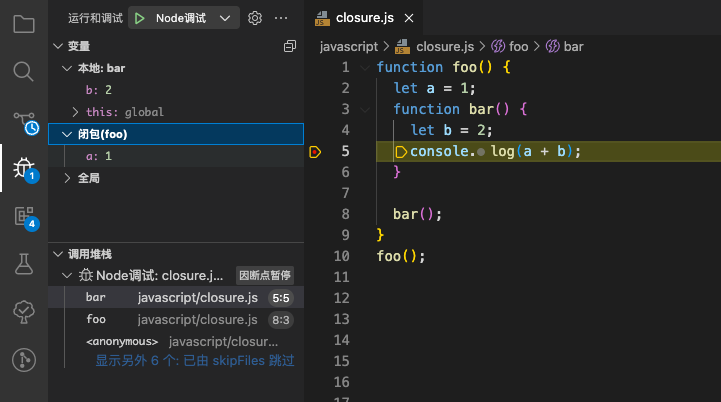 运行和调试 Node调试
变量
本地: bar
b: 2
this: global
闭包(foo)
a: 1
全局
调用堆栈
Node调试: closure.j... 因断点暂停
bar javascript/closure.js 5:5
foo javascript/closure.js 8:3
<anonymous> javascript/closur...
显示另外 6 个: 已由 skipFiles 跳过
1
4
JS closure.js
javascript > JS closure.js > foo > bar
1 function foo() {
2 let a = 1;
3 function bar() {
4 let b = 2;
5 console. log(a + b);
6 }
7
8 bar();
9 }
10 foo();
11
12
13
14
15
16
17